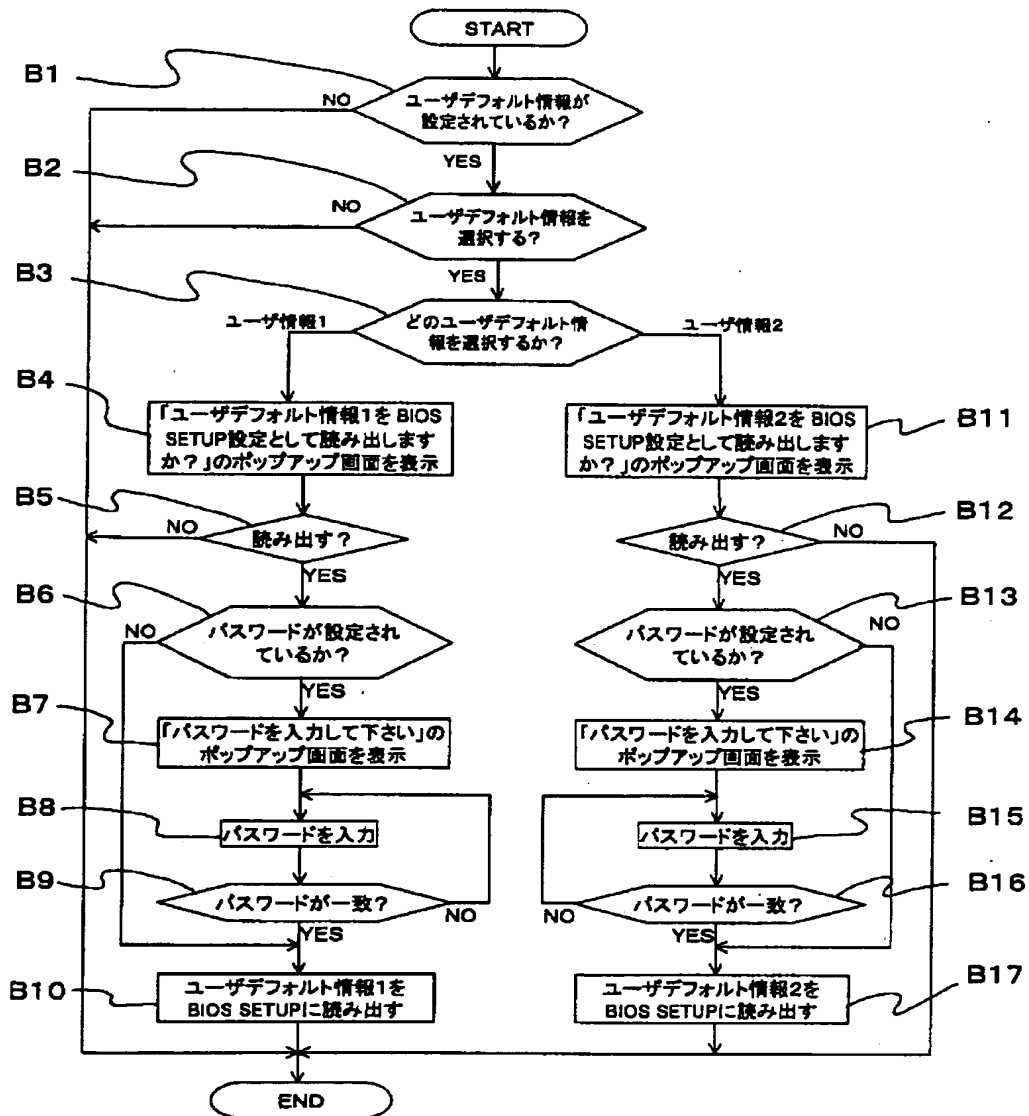 START
B1
NO
ユーザデフォルト情報が
設定されているか？
YES
B2
NO
ユーザデフォルト情報を
選択する？
YES
B3
ユーザ情報1
どのユーザデフォルト情
報を選択するか？
ユーザ情報2
B4
「ユーザデフォルト情報1を BIOS
SETUP設定として読み出します
か？」のポップアップ画面を表示
B5
NO
読み出す？
YES
B6
NO
パスワードが設定され
ているか？
YES
B7
「パスワードを入力して下さい」の
ポップアップ画面を表示
B8
パスワードを入力
B9
パスワードが一致？
NO
YES
B10
ユーザデフォルト情報1を
BIOS SETUPに読み出す
「ユーザデフォルト情報2を BIOS
SETUP設定として読み出します
か？」のポップアップ画面を表示
B11
読み出す？
B12
NO
YES
B13
パスワードが設定され
ているか？
NO
YES
「パスワードを入力して下さい」の
ポップアップ画面を表示
B14
パスワードを入力
B15
パスワードが一致？
B16
NO
YES
ユーザデフォルト情報2を
BIOS SETUPに読み出す
B17
END